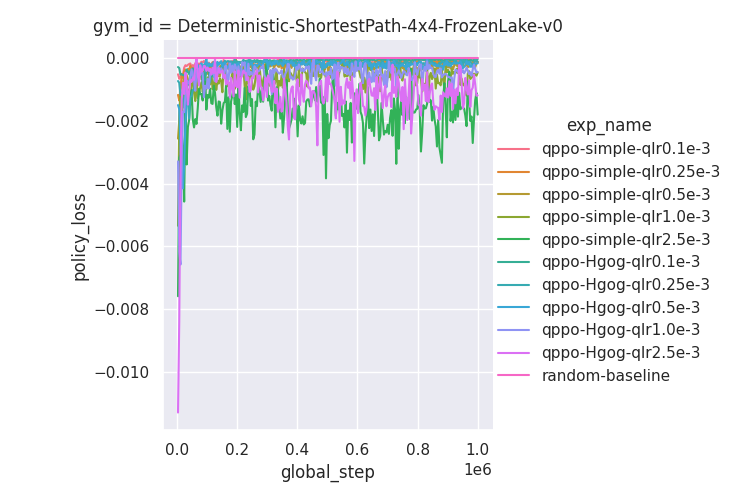 gym_id = Deterministic-ShortestPath-4x4-FrozenLake-v0
0.000
−0.002
−0.004
−0.006
−0.008
−0.010
policy_loss
0.0 0.2 0.4 0.6 0.8 1.0
1e6
global_step
exp_name
qppo-simple-qlr0.1e-3
qppo-simple-qlr0.25e-3
qppo-simple-qlr0.5e-3
qppo-simple-qlr1.0e-3
qppo-simple-qlr2.5e-3
qppo-Hgog-qlr0.1e-3
qppo-Hgog-qlr0.25e-3
qppo-Hgog-qlr0.5e-3
qppo-Hgog-qlr1.0e-3
qppo-Hgog-qlr2.5e-3
random-baseline